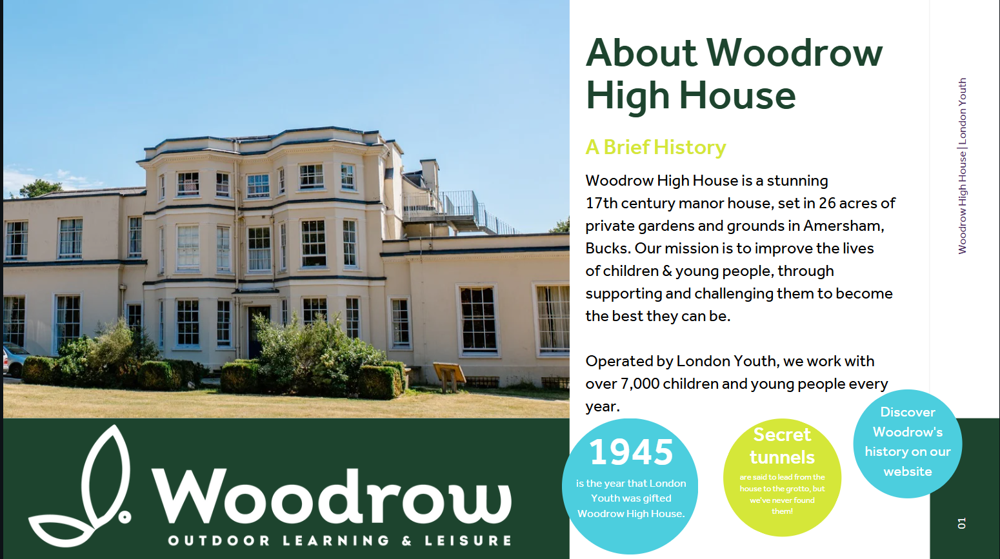 About Woodrow
High House
A Brief History
Woodrow High House is a stunning
17th century manor house, set in 26 acres of
private gardens and grounds in Amersham,
Bucks. Our mission is to improve the lives
of children & young people, through
supporting and challenging them to become
the best they can be.
Operated by London Youth, we work with
over 7,000 children and young people every
year.
1945
is the year that London
Youth was gifted
Woodrow High House.
Secret
tunnels
are said to lead from the
house to the grotto, but
we've never found
them!
Discover
Woodrow's
history on our
website
Woodrow High House | London Youth
01
Woodrow
OUTDOOR LEARNING & LEISURE